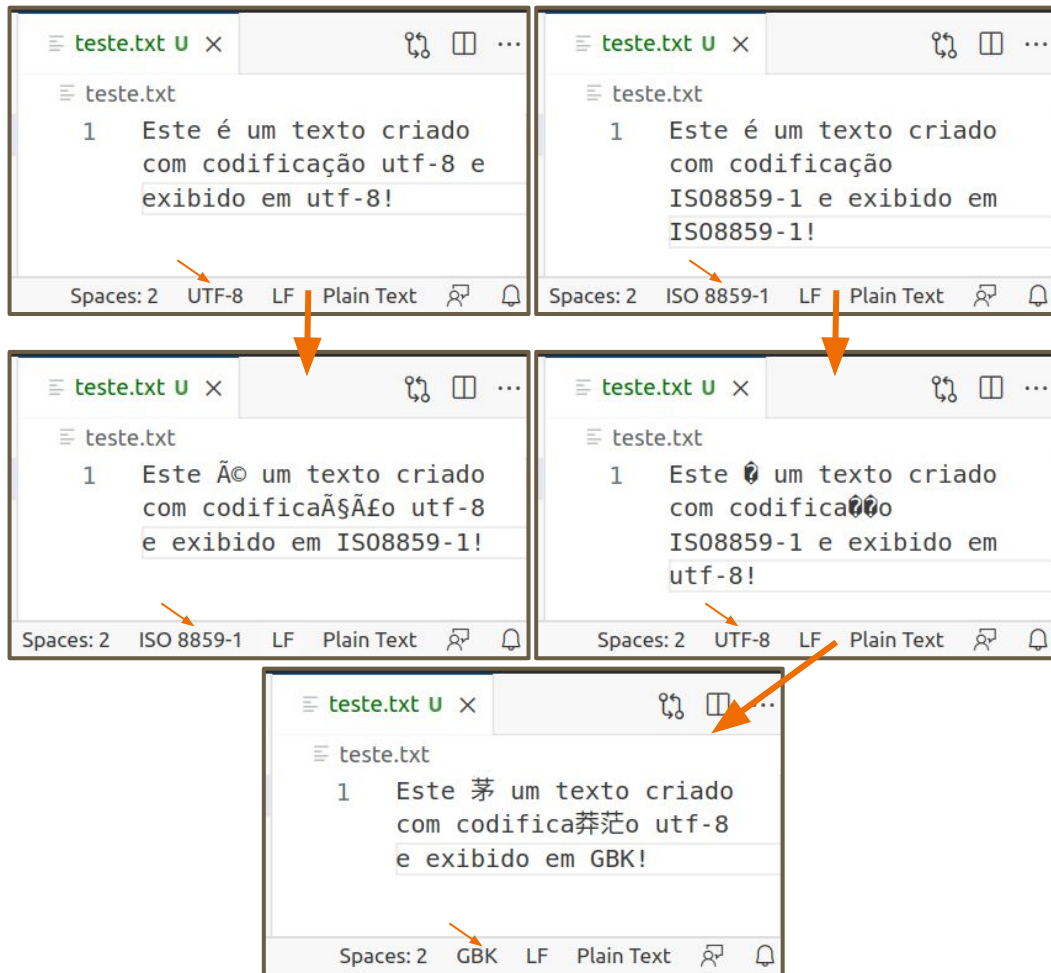 teste.txt U ×
teste.txt
1 Este é um texto criado
com codificação utf-8 e
exibido em utf-8!
Spaces: 2 UTF-8 LF Plain Text
teste.txt U ×
teste.txt
1 Este é um texto criado
com codificação
ISO8859-1 e exibido em
ISO8859-1!
Spaces: 2 ISO 8859-1 LF Plain Text
teste.txt U ×
teste.txt
1 Este Ã© um texto criado
com codificaÃ§Ã£o utf-8
e exibido em ISO8859-1!
Spaces: 2 ISO 8859-1 LF Plain Text
teste.txt U ×
teste.txt
1 Este � um texto criado
com codifica��o
ISO8859-1 e exibido em
utf-8!
Spaces: 2 UTF-8 LF Plain Text
teste.txt U ×
teste.txt
1 Este 茅 um texto criado
com codifica莽茫o utf-8
e exibido em GBK!
Spaces: 2 GBK LF Plain Text